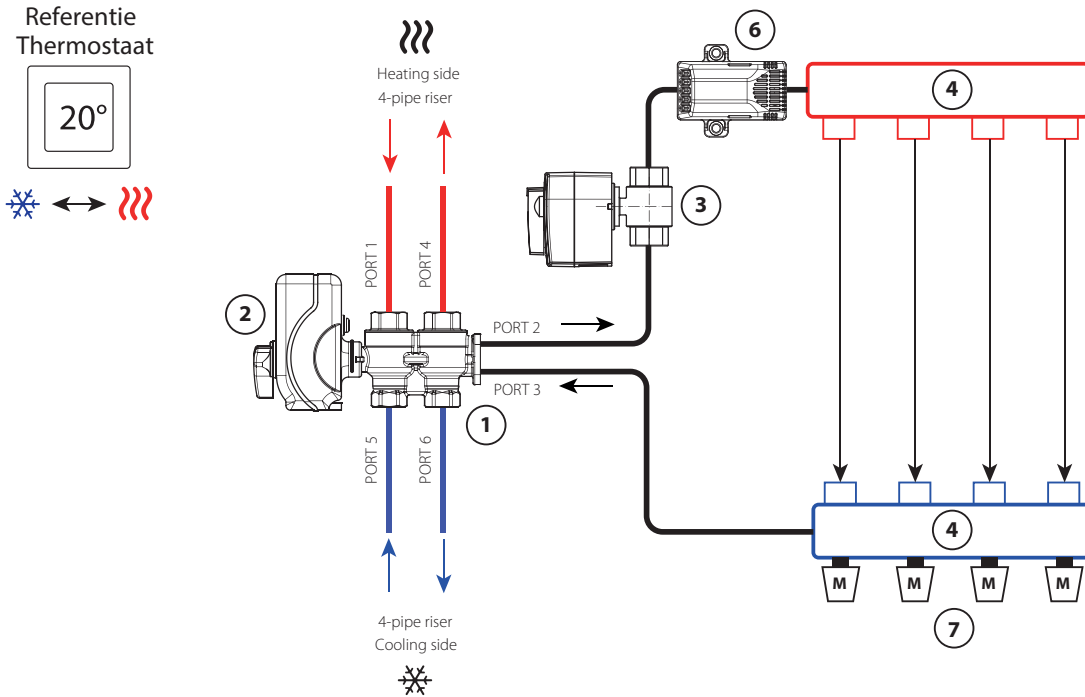 Referentie
Thermostaat
20°
Heating side
4-pipe riser
6
4
3
PORT 1
PORT 4
2
PORT 2
PORT 3
1
PORT 5
PORT 6
4
M M M M
7
4-pipe riser
Cooling side